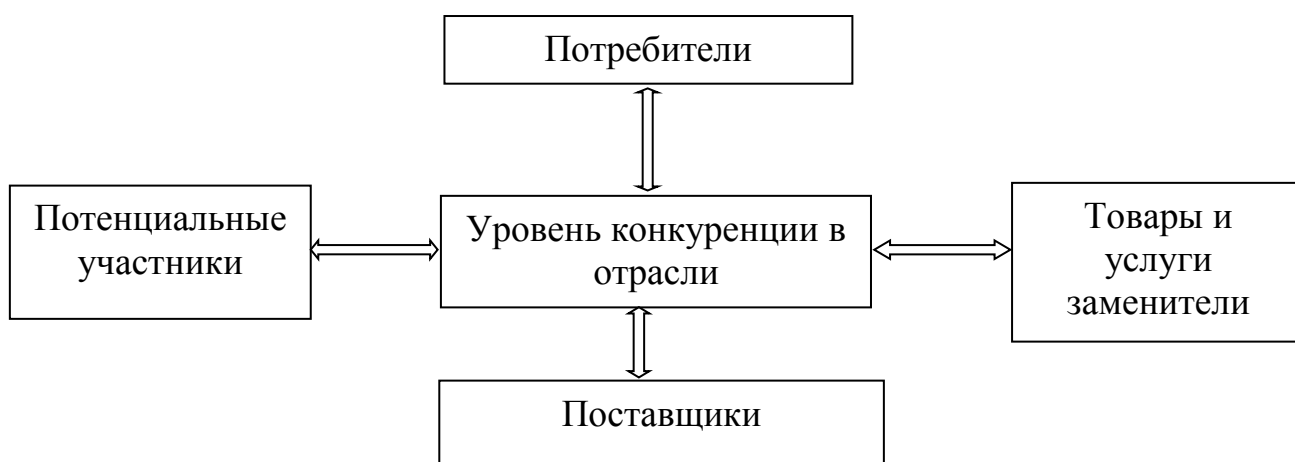 Потребители
Потенциальные
участники
Уровень конкуренции в
отрасли
Товары и
услуги
заменители
Поставщики